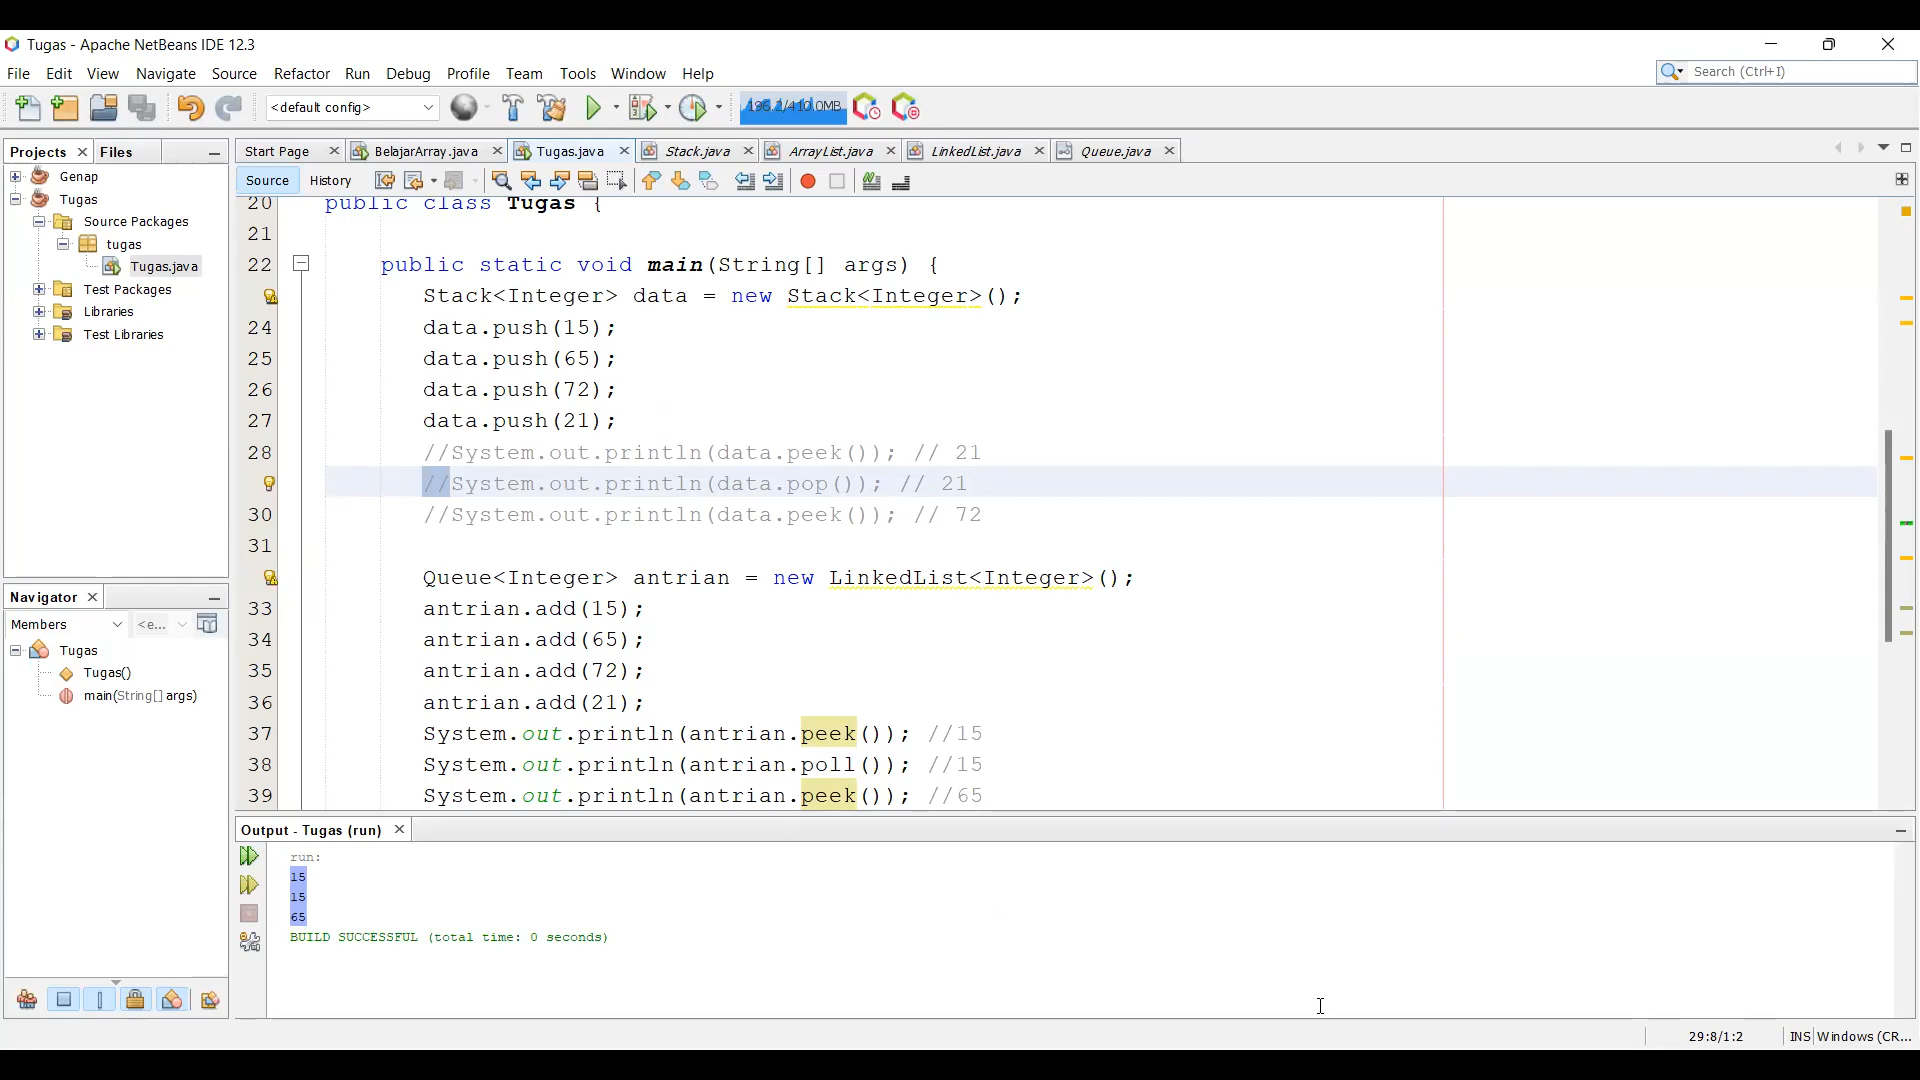 Tugas - Apache NetBeans IDE 12.3
File Edit View Navigate Source Refactor Run Debug Profile Team Tools Window Help
Search (Ctrl+I)
<default config>
196.2/410.0MB
Projects Files
Start Page BelajarArray.java Tugas.java Stack.java ArrayList.java LinkedList.java Queue.java
Source History
Genap
Tugas
Source Packages
tugas
Tugas.java
Test Packages
Libraries
Test Libraries
20 public class Tugas {
21
22 public static void main(String[] args) {
Stack<Integer> data = new Stack<Integer>();
24 data.push(15);
25 data.push(65);
26 data.push(72);
27 data.push(21);
28 //System.out.println(data.peek()); // 21
//System.out.println(data.pop()); // 21
30 //System.out.println(data.peek()); // 72
31
Queue<Integer> antrian = new LinkedList<Integer>();
33 antrian.add(15);
34 antrian.add(65);
35 antrian.add(72);
36 antrian.add(21);
37 System.out.println(antrian.peek()); //15
38 System.out.println(antrian.poll()); //15
39 System.out.println(antrian.peek()); //65
Navigator
Members <e...
Tugas
Tugas()
main(String[] args)
Output - Tugas (run)
run:
15
15
65
BUILD SUCCESSFUL (total time: 0 seconds)
29:8/1:2 INS Windows (CR...